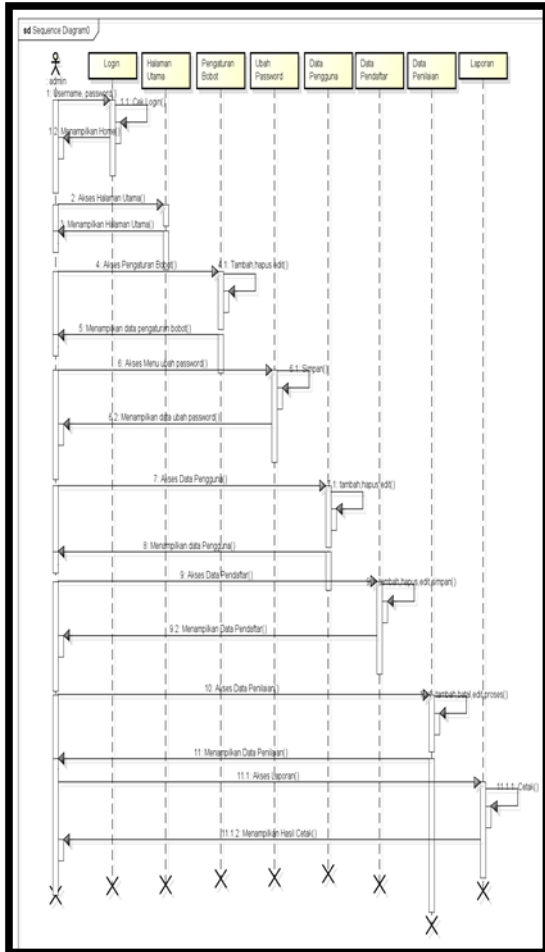 sd Sequence Diagram0
: admin
Login
Halaman
Utama
Pengaturan
Bobot
Ubah
Password
Data
Pengguna
Data
Pendaftar
Data
Penilaian
Laporan
1: Username, password()
1.1: Cek Login()
1.2: Menampilkan Home()
2: Akses Halaman Utama()
3: Menampilkan Halaman Utama()
4: Akses Pengaturan Bobot()
4.1: Tambah,hapus,edit()
5: Menampilkan data pengaturan bobot()
6: Akses Menu ubah password()
6.1: Simpan()
6.2: Menampilkan data ubah password()
7: Akses Data Pengguna()
7.1: tambah,hapus,edit()
8: Menampilkan data Pengguna()
9: Akses Data Pendaftar()
tambah,hapus,edit,simpan()
9.2: Menampilkan Data Pendaftar()
10: Akses Data Penilaian()
tambah,batal,edit,proses()
11: Menampilkan Data Penilaian()
11.1: Akses Laporan()
11.1.1: Cetak()
11.1.2: Menampilkan Hasil Cetak()